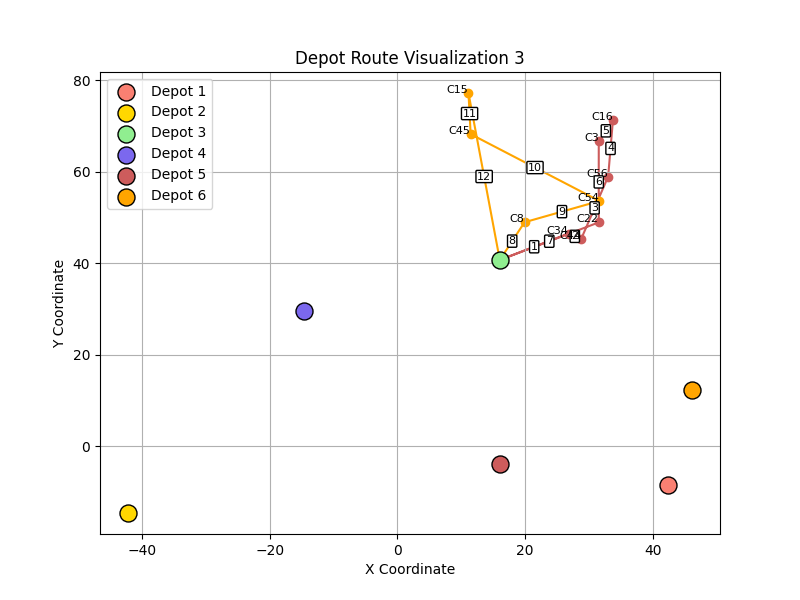 Depot Route Visualization 3
Depot 1
Depot 2
Depot 3
Depot 4
Depot 5
Depot 6
C15
11
C45
C16
5
C3
4
10
12
C56
6
C54
3
9
C8
C22
8
C34
7
1
80
60
40
20
0
−40
−20
0
20
40
Y Coordinate
X Coordinate